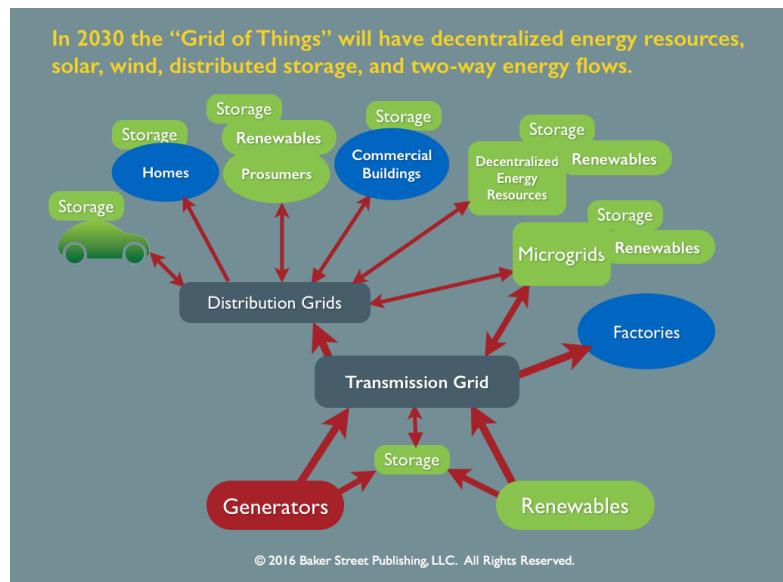 In 2030 the “Grid of Things” will have decentralized energy resources,
solar, wind, distributed storage, and two-way energy flows.
Storage
Homes
Storage
Renewables
Prosumers
Storage
Commercial
Buildings
Storage
Decentralized
Energy
Resources
Renewables
Storage
Storage
Microgrids
Renewables
Distribution Grids
Factories
Transmission Grid
Storage
Generators
Renewables
© 2016 Baker Street Publishing, LLC. All Rights Reserved.